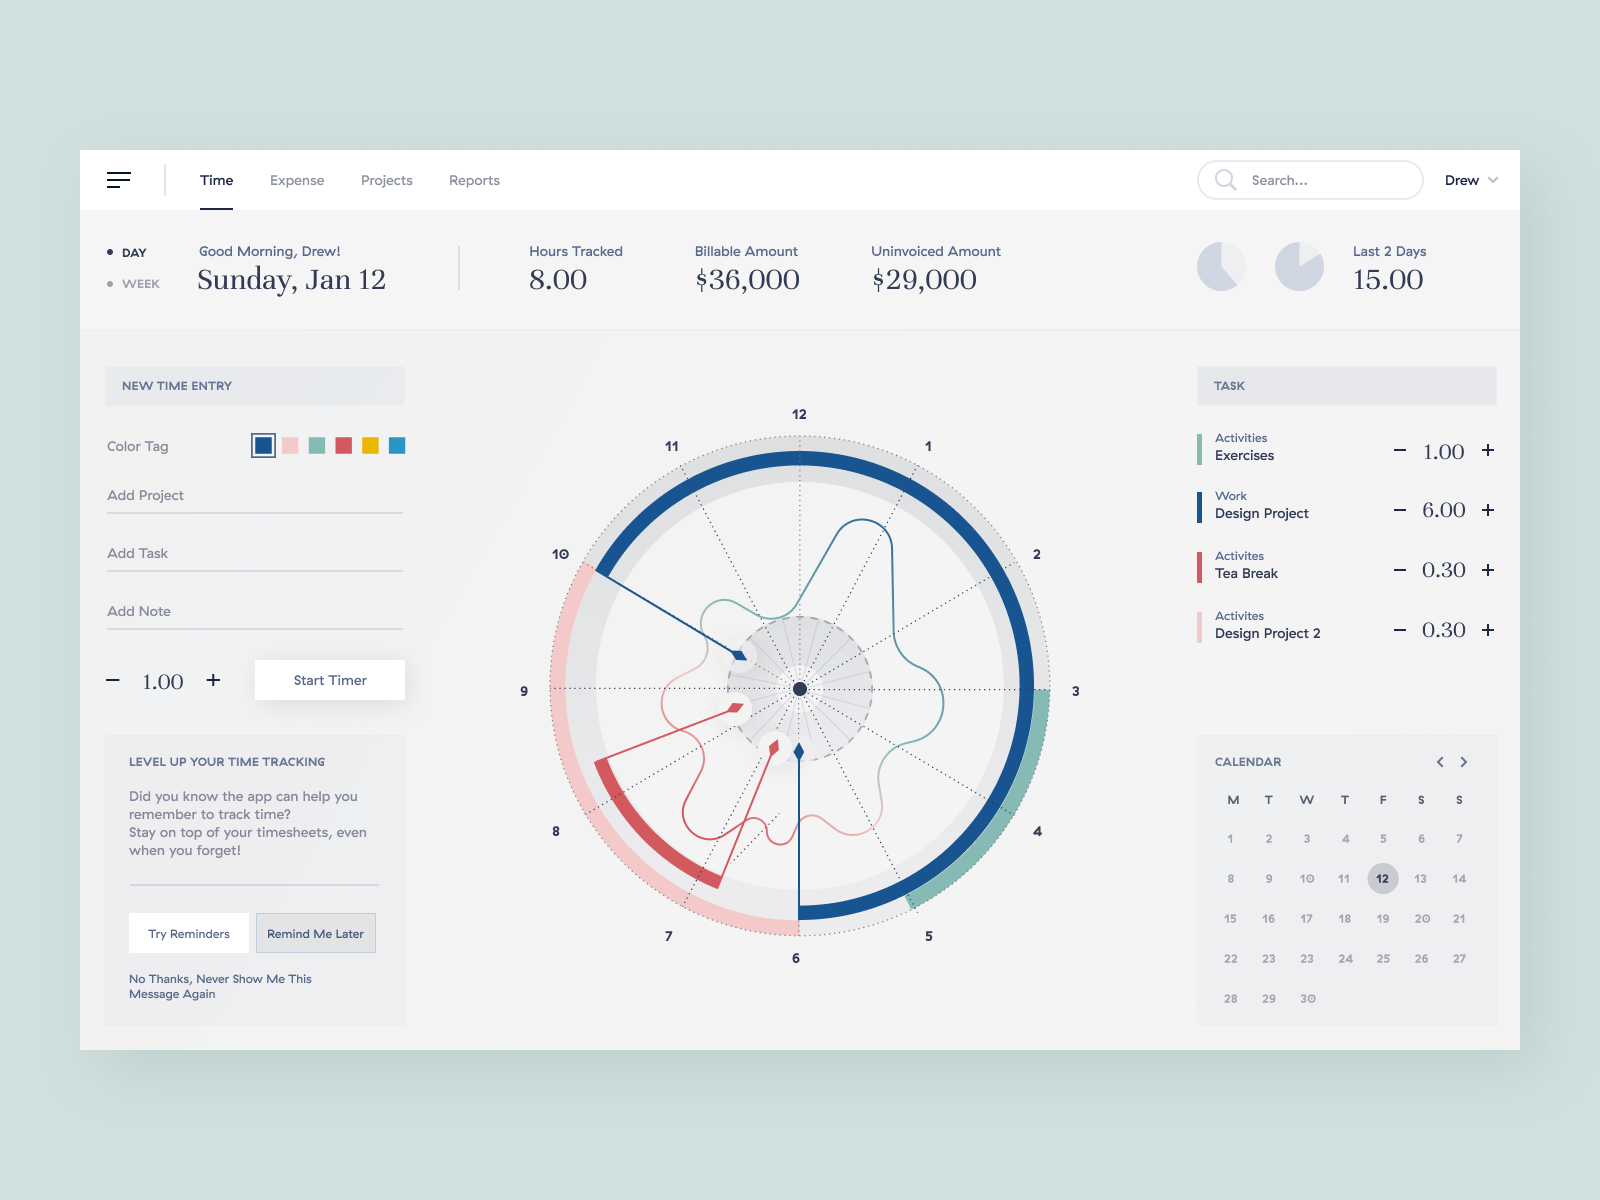 Time Expense Projects Reports
Search...
Drew
DAY
WEEK
Good Morning, Drew!
Sunday, Jan 12
Hours Tracked
8.00
Billable Amount
$36,000
Uninvoiced Amount
$29,000
Last 2 Days
15.00
NEW TIME ENTRY
Color Tag
Add Project
Add Task
Add Note
− 1.00 +
Start Timer
LEVEL UP YOUR TIME TRACKING
Did you know the app can help you
remember to track time?
Stay on top of your timesheets, even
when you forget!
Try Reminders
Remind Me Later
No Thanks, Never Show Me This
Message Again
12
1
2
3
4
5
6
7
8
9
10
11
TASK
Activities
Exercises
− 1.00 +
Work
Design Project
− 6.00 +
Activites
Tea Break
− 0.30 +
Activites
Design Project 2
− 0.30 +
CALENDAR
M T W T F S S
1 2 3 4 5 6 7
8 9 10 11 12 13 14
15 16 17 18 19 20 21
22 23 23 24 25 26 27
28 29 30